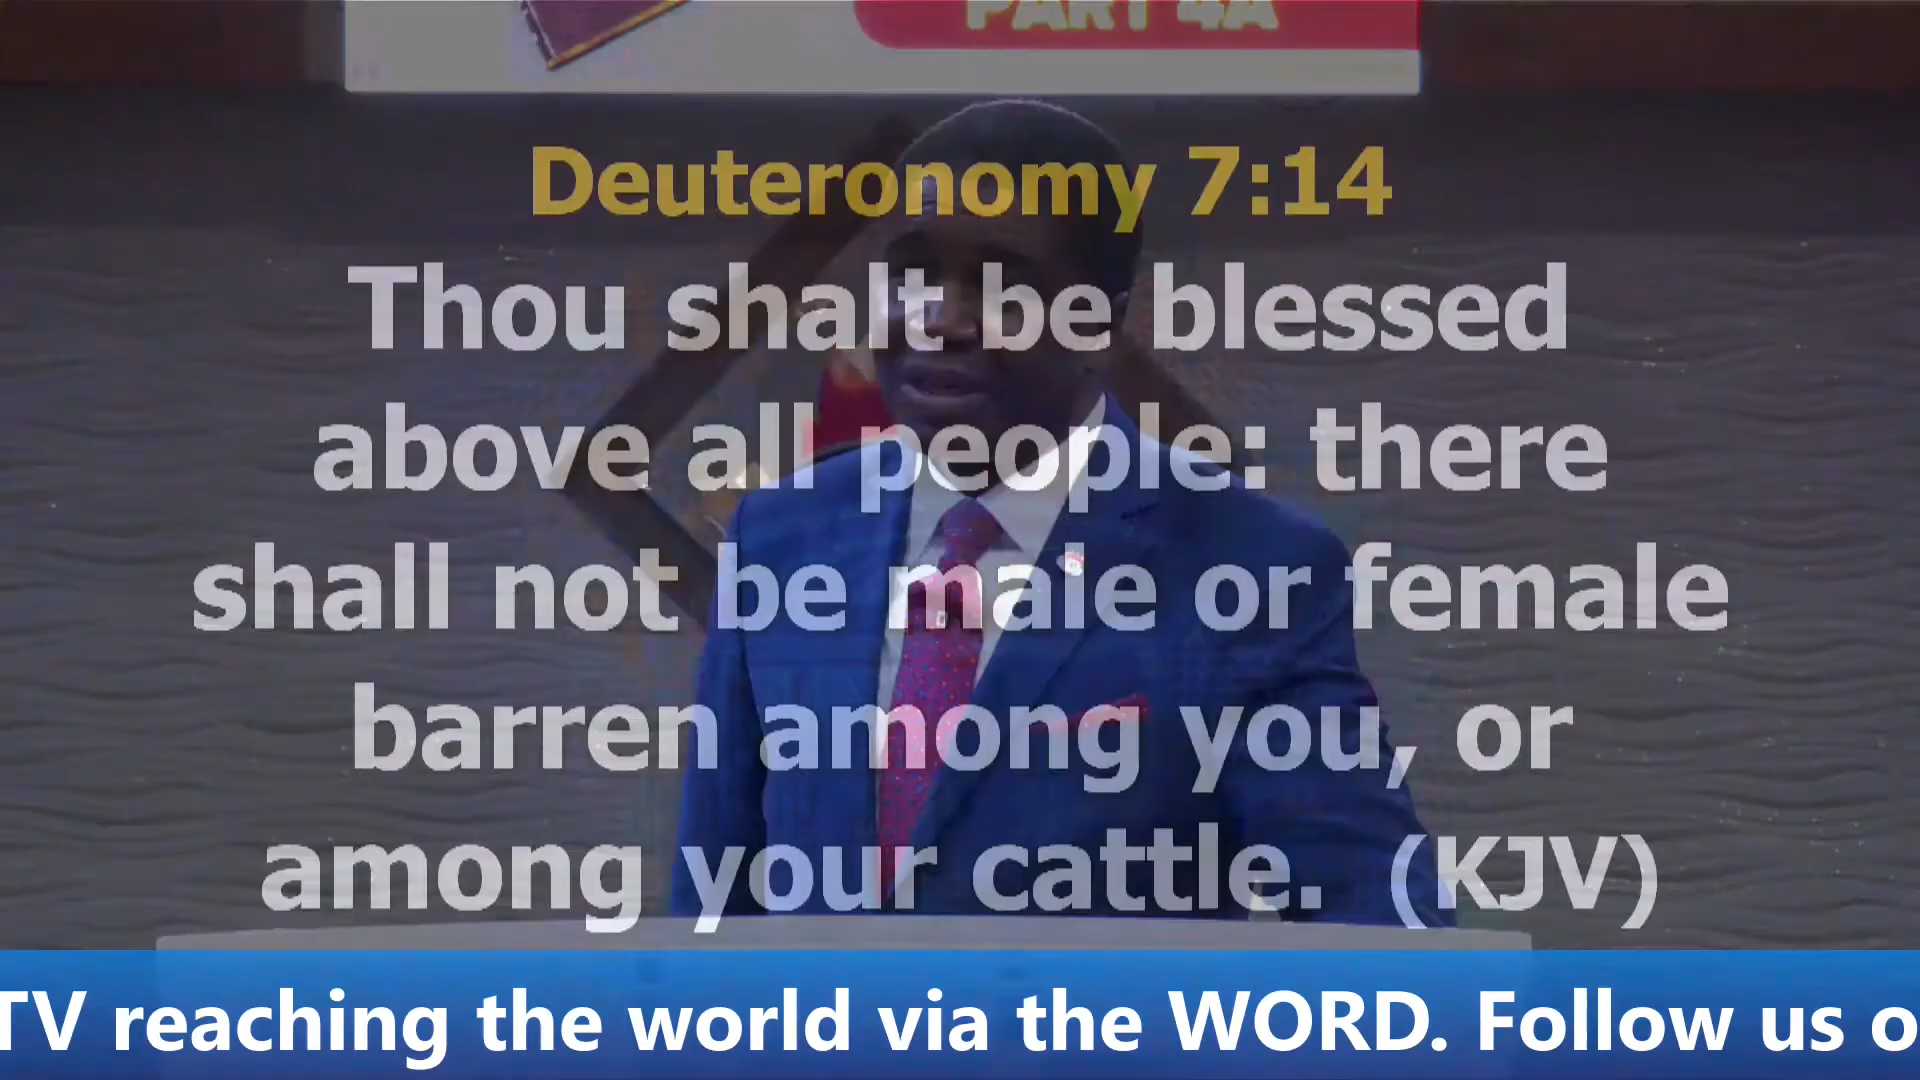 PART 4A
Deuteronomy 7:14
Thou shalt be blessed
above all people: there
shall not be male or female
barren among you, or
among your cattle. (KJV)
TV reaching the world via the WORD. Follow us o